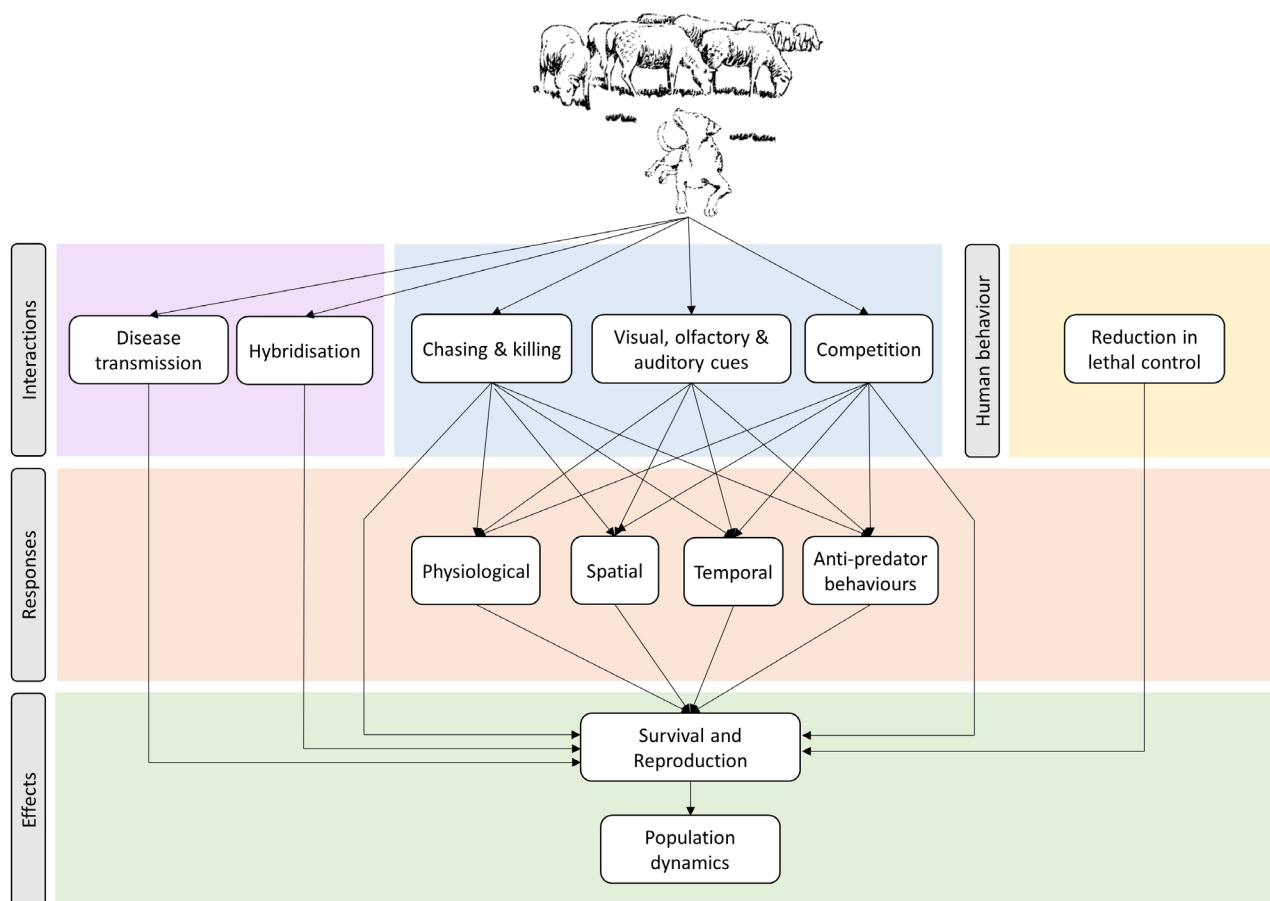 Interactions
Disease
transmission
Hybridisation
Chasing & killing
Visual, olfactory &
auditory cues
Competition
Human behaviour
Reduction in
lethal control
Responses
Physiological
Spatial
Temporal
Anti-predator
behaviours
Effects
Survival and
Reproduction
Population
dynamics